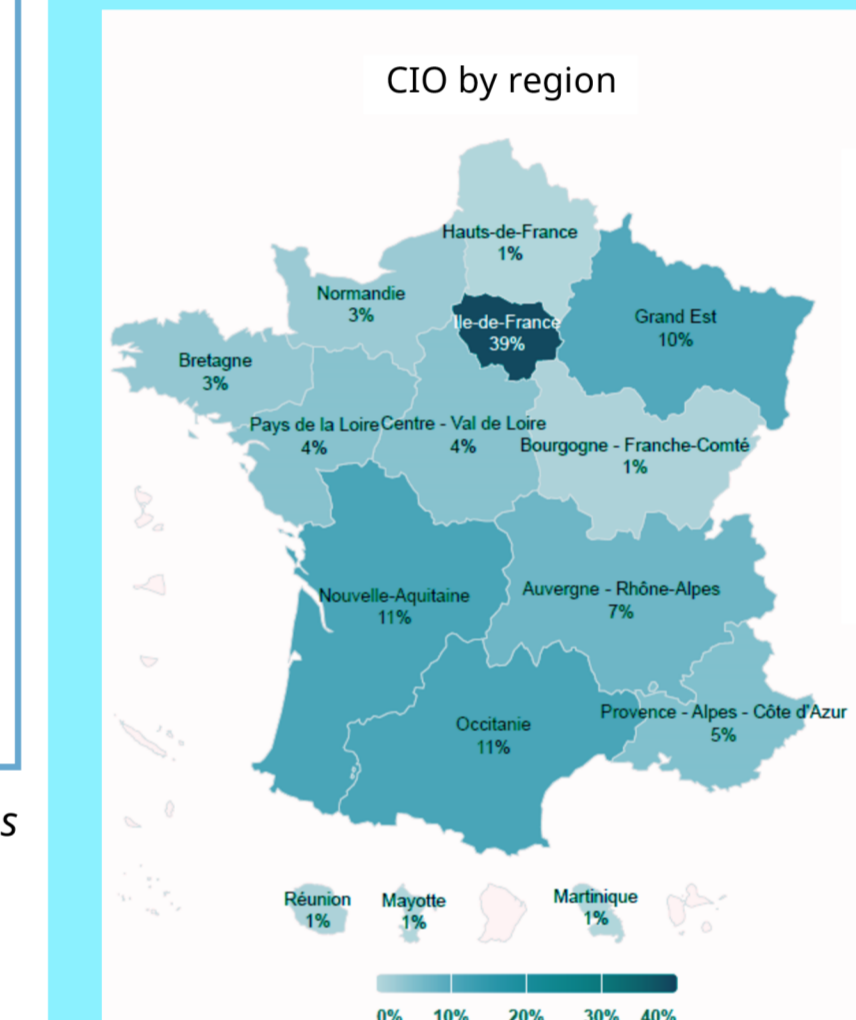 CIO by region
Hauts-de-France
1%
Normandie
3%
Ile-de-France
39%
Grand Est
10%
Bretagne
3%
Pays de la Loire
4%
Centre - Val de Loire
4%
Bourgogne - Franche-Comté
1%
Nouvelle-Aquitaine
11%
Auvergne - Rhône-Alpes
7%
Occitanie
11%
Provence - Alpes - Côte d'Azur
5%
s
Réunion
1%
Mayotte
1%
Martinique
1%
0% 10% 20% 30% 40%